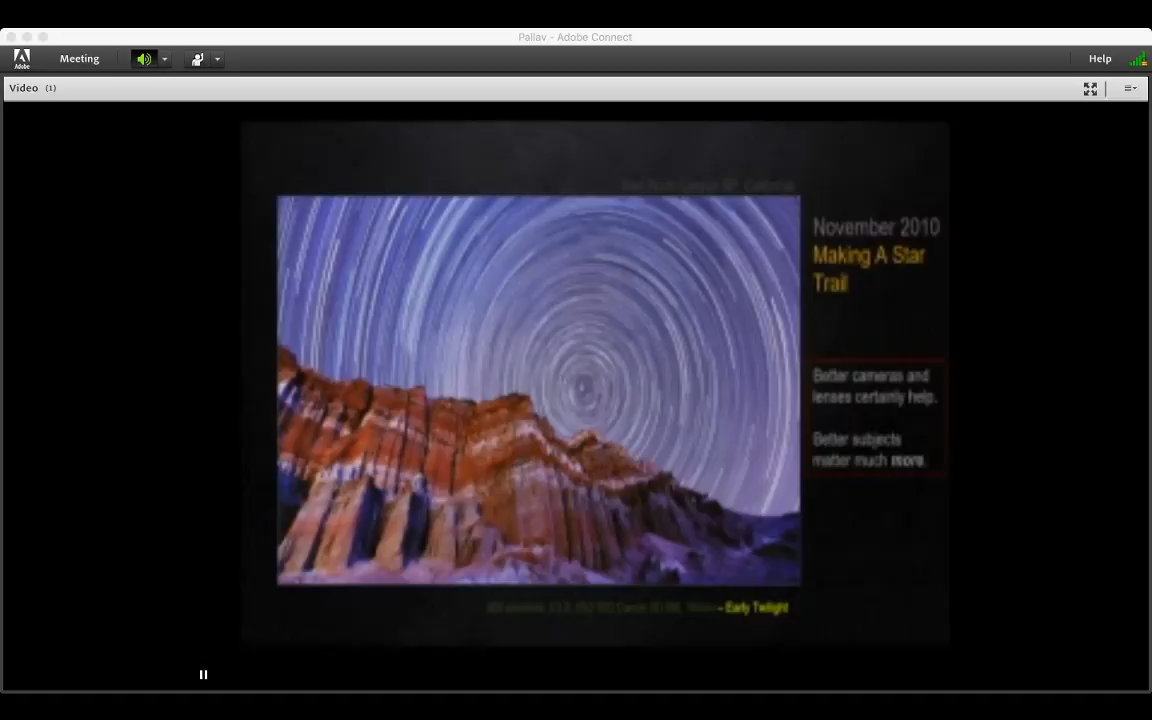 Pallav - Adobe Connect
Adobe
Meeting
Help
Video (1)
November 2010
Making A Star
Trail
Better cameras and
lenses certainly help.
Better subjects
matter much more.
– Early Twilight